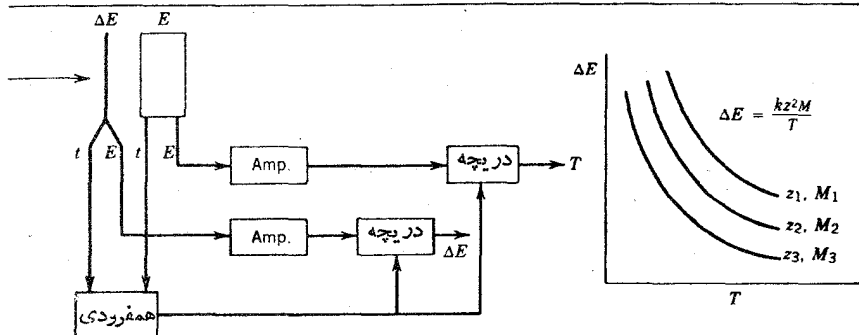 ΔE E
t E t E
Amp.
دریچه
T
Amp.
دریچه
ΔE
همفرودی
ΔE
ΔE = kz²M / T
z₁, M₁
z₂, M₂
z₃, M₃
T